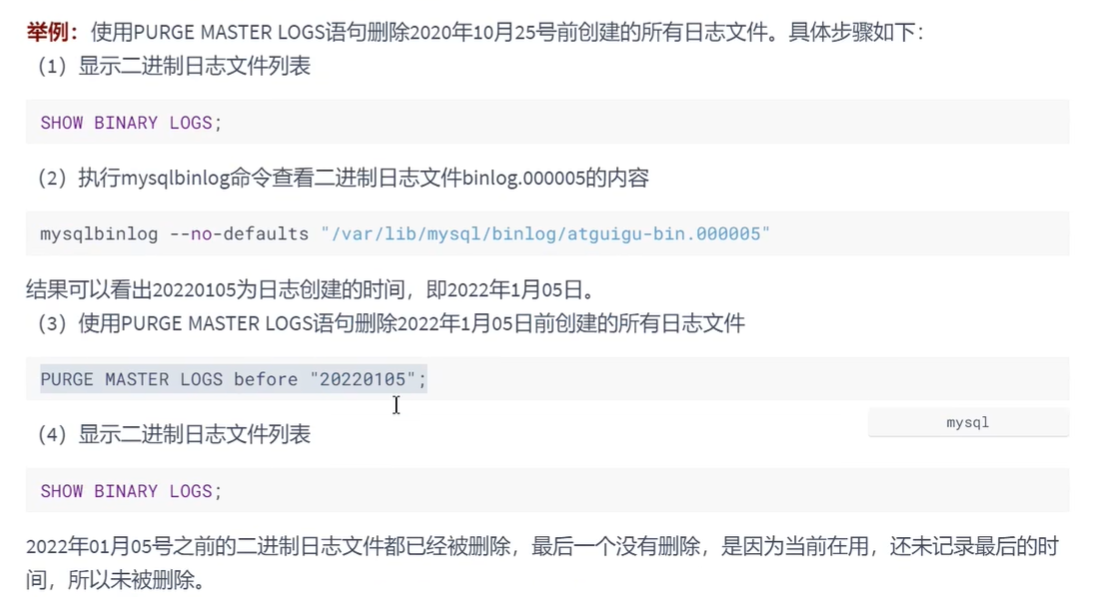 举例：使用PURGE MASTER LOGS语句删除2020年10月25号前创建的所有日志文件。具体步骤如下：
（1）显示二进制日志文件列表
SHOW BINARY LOGS;
（2）执行mysqlbinlog命令查看二进制日志文件binlog.000005的内容
mysqlbinlog --no-defaults "/var/lib/mysql/binlog/atguigu-bin.000005"
结果可以看出20220105为日志创建的时间，即2022年1月05日。
（3）使用PURGE MASTER LOGS语句删除2022年1月05日前创建的所有日志文件
PURGE MASTER LOGS before "20220105";
mysql
（4）显示二进制日志文件列表
SHOW BINARY LOGS;
2022年01月05号之前的二进制日志文件都已经被删除，最后一个没有删除，是因为当前在用，还未记录最后的时
间，所以未被删除。